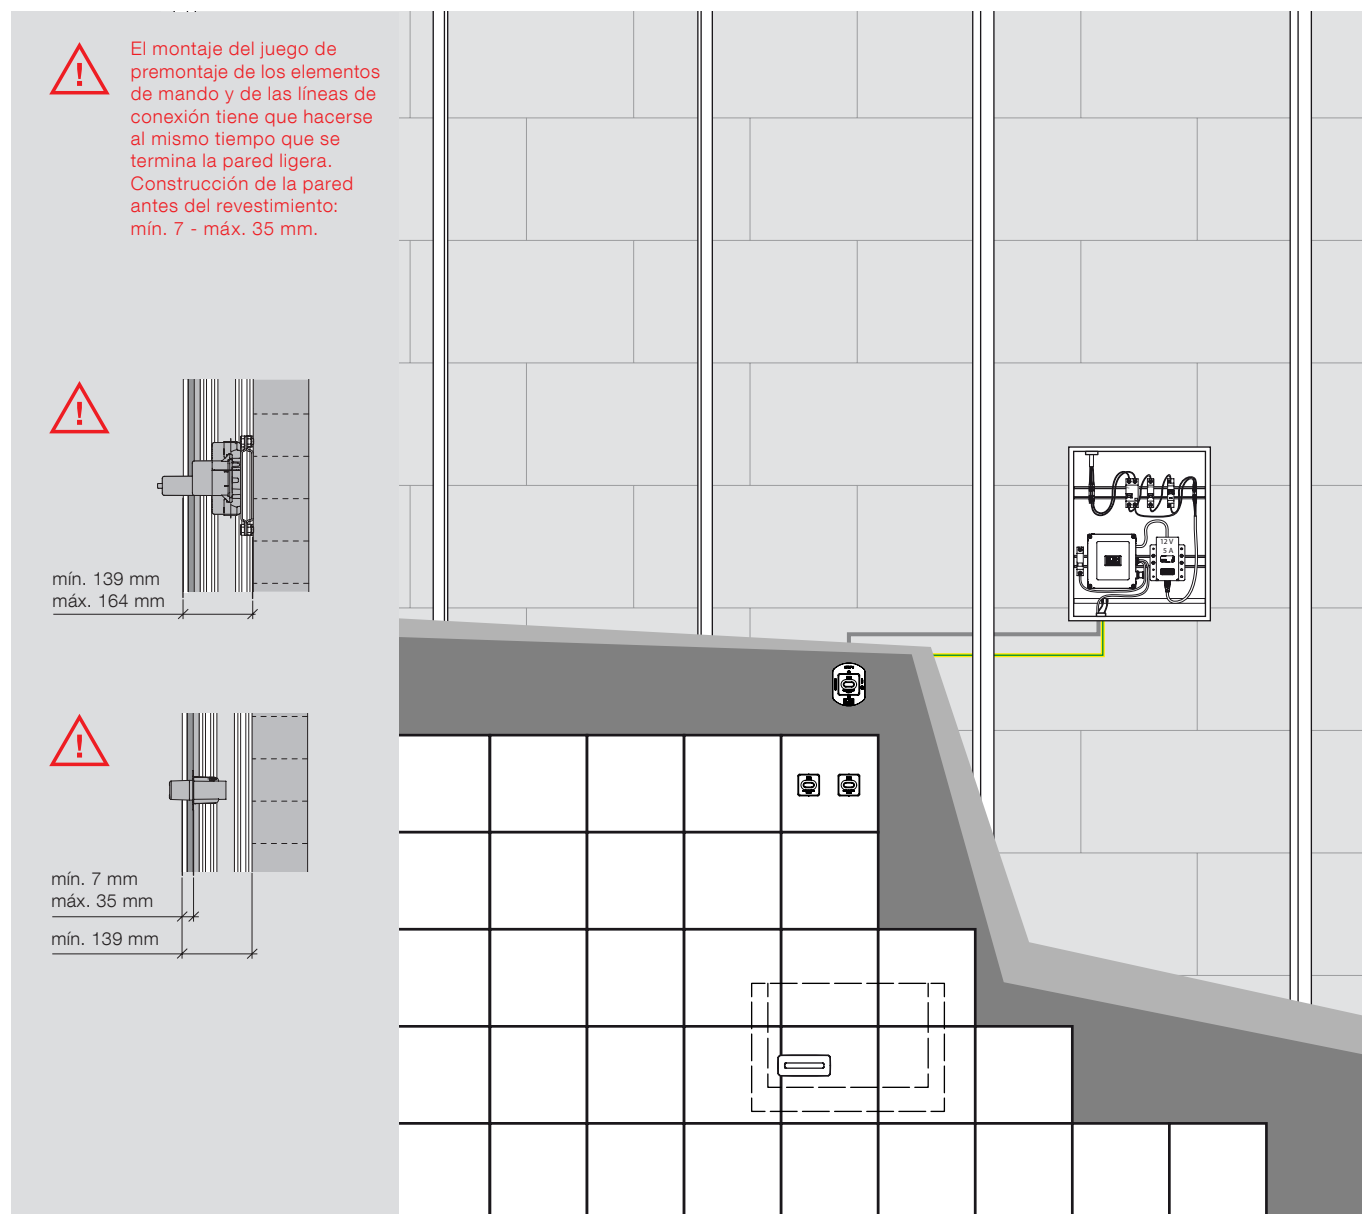 El montaje del juego de
premontaje de los elementos
de mando y de las líneas de
conexión tiene que hacerse
al mismo tiempo que se
termina la pared ligera.
Construcción de la pared
antes del revestimiento:
mín. 7 - máx. 35 mm.
mín. 139 mm
máx. 164 mm
12 V
5 A
mín. 7 mm
máx. 35 mm
mín. 139 mm